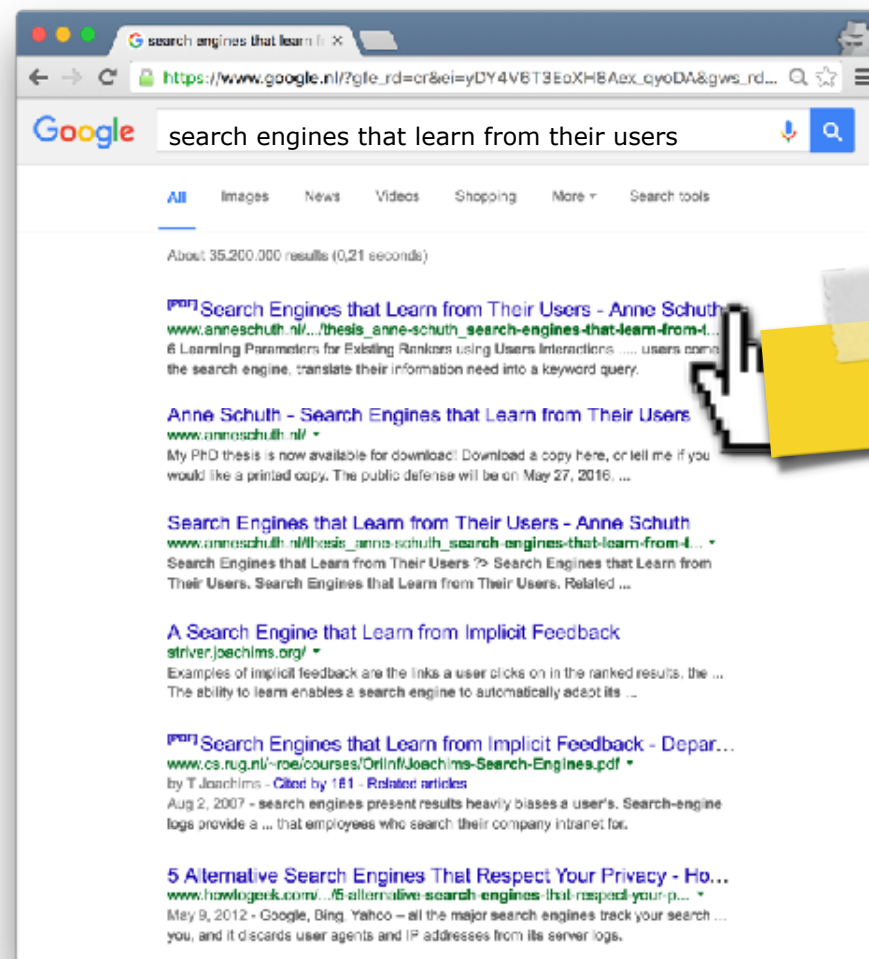 search engines that learn fr
https://www.google.nl/?gfe_rd=cr&ei=yDY4V6T3EoXH8Aex_qyoDA&gws_rd...
Google search engines that learn from their users
All Images News Videos Shopping More Search tools
About 35.200.000 results (0,21 seconds)
[PDF] Search Engines that Learn from Their Users - Anne Schuth
www.anneschuth.nl/.../thesis_anne-schuth_search-engines-that-learn-from-t...
6 Learning Parameters for Existing Rankers using Users Interactions ..... users come
the search engine, translate their information need into a keyword query.
Anne Schuth - Search Engines that Learn from Their Users
www.anneschuth.nl/
My PhD thesis is now available for download! Download a copy here, or tell me if you
would like a printed copy. The public defense will be on May 27, 2016, ...
Search Engines that Learn from Their Users - Anne Schuth
www.anneschuth.nl/thesis_anne-schuth_search-engines-that-learn-from-t...
Search Engines that Learn from Their Users ?> Search Engines that Learn from
Their Users. Search Engines that Learn from Their Users. Related ...
A Search Engine that Learn from Implicit Feedback
striver.joachims.org/
Examples of implicit feedback are the links a user clicks on in the ranked results, the ...
The ability to learn enables a search engine to automatically adapt its ...
[PDF] Search Engines that Learn from Implicit Feedback - Depar...
www.cs.rug.nl/~roe/courses/OriInf/Joachims-Search-Engines.pdf
by T Joachims - Cited by 161 - Related articles
Aug 2, 2007 - search engines present results heavily biases a user's. Search-engine
logs provide a ... that employees who search their company intranet for.
5 Alternative Search Engines That Respect Your Privacy - Ho...
www.howtogeek.com/.../5-alternative-search-engines-that-respect-your-p...
May 9, 2012 - Google, Bing, Yahoo – all the major search engines track your search ...
you, and it discards user agents and IP addresses from its server logs.